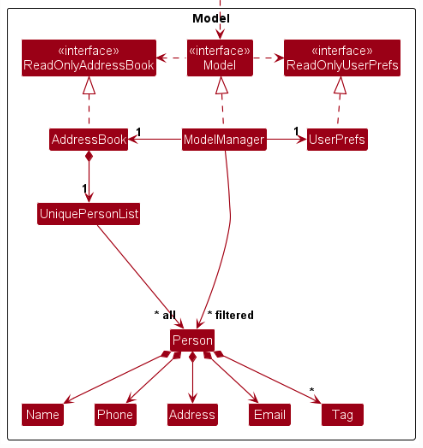 Model
«interface»
ReadOnlyAddressBook
«interface»
Model
«interface»
ReadOnlyUserPrefs
AddressBook
1
ModelManager
1
UserPrefs
1
UniquePersonList
* all
* filtered
Person
*
Name
Phone
Address
Email
Tag